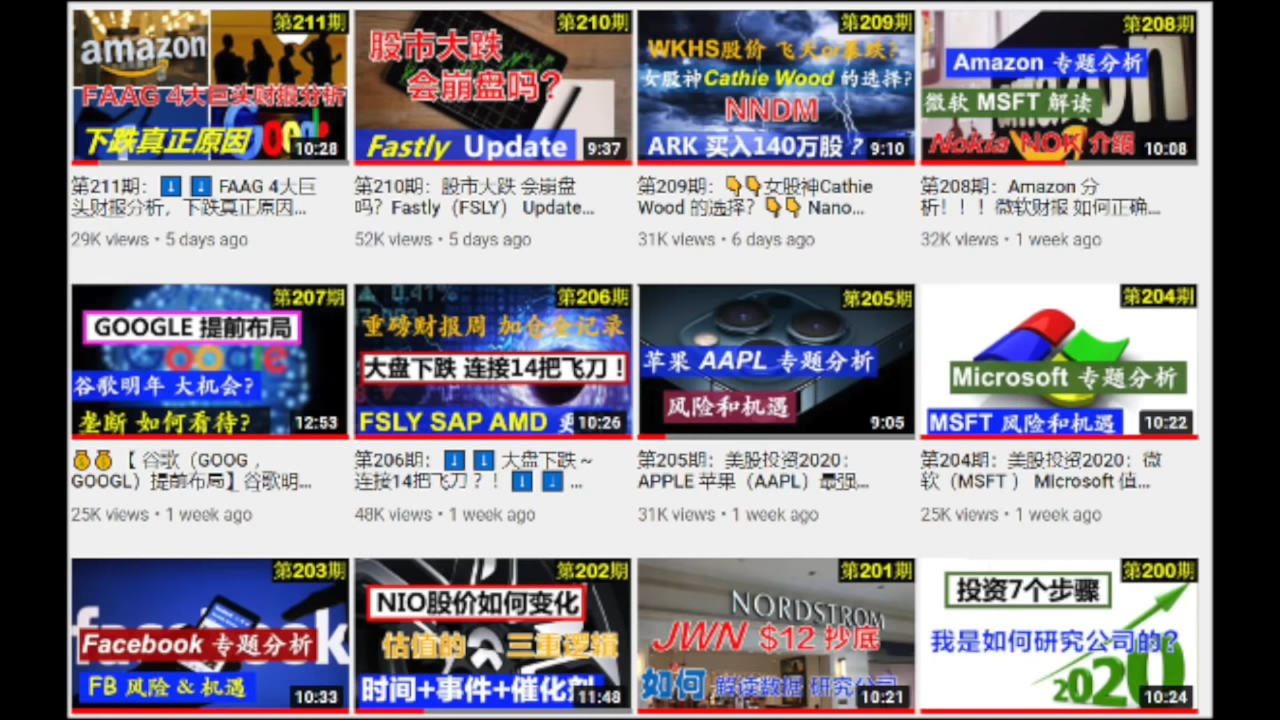 第211期
amazon
FAAG 4大巨头财报分析
下跌真正原因
10:28
第211期: ⬇️ ⬇️ FAAG 4大巨
头财报分析，下跌真正原因...
29K views • 5 days ago
第210期
股市大跌
会崩盘吗?
Fastly Update
9:37
第210期: 股市大跌 会崩盘
吗? Fastly（FSLY） Update...
52K views • 5 days ago
第209期
WKHS股价 飞天or暴跌?
女股神Cathie Wood 的选择?
NNDM
ARK 买入140万股?
9:10
第209期: 👇👇女股神Cathie
Wood 的选择? 👇👇 Nano...
31K views • 6 days ago
第208期
Amazon 专题分析
微软 MSFT 解读
Nokia NOK 介绍
10:08
第208期: Amazon 分
析！！！微软财报 如何正确...
32K views • 1 week ago
第207期
GOOGLE 提前布局
谷歌明年 大机会?
垄断 如何看待?
12:53
💰💰【 谷歌（GOOG，
GOOGL）提前布局】谷歌明...
25K views • 1 week ago
第206期
0.41%
重磅财报周 加仓全记录
大盘下跌 连接14把飞刀！
FSLY SAP AMD
10:26
第206期: ⬇️ ⬇️ 大盘下跌 ~
连接14把飞刀？！ ⬇️ ⬇️ ...
48K views • 1 week ago
第205期
苹果 AAPL 专题分析
风险和机遇
9:05
第205期: 美股投资2020:
APPLE 苹果（AAPL）最强...
31K views • 1 week ago
第204期
Microsoft 专题分析
MSFT 风险和机遇
10:22
第204期: 美股投资2020: 微
软（MSFT ） Microsoft 值...
25K views • 1 week ago
第203期
facebook
Facebook 专题分析
FB 风险 & 机遇
10:33
第202期
NIO股价如何变化
估值的 三重逻辑
时间+事件+催化剂
11:48
第201期
NORDSTROM
JWN $12 抄底
如何 解读数据 研究公司
10:21
第200期
投资7个步骤
我是如何研究公司的?
2020
10:24